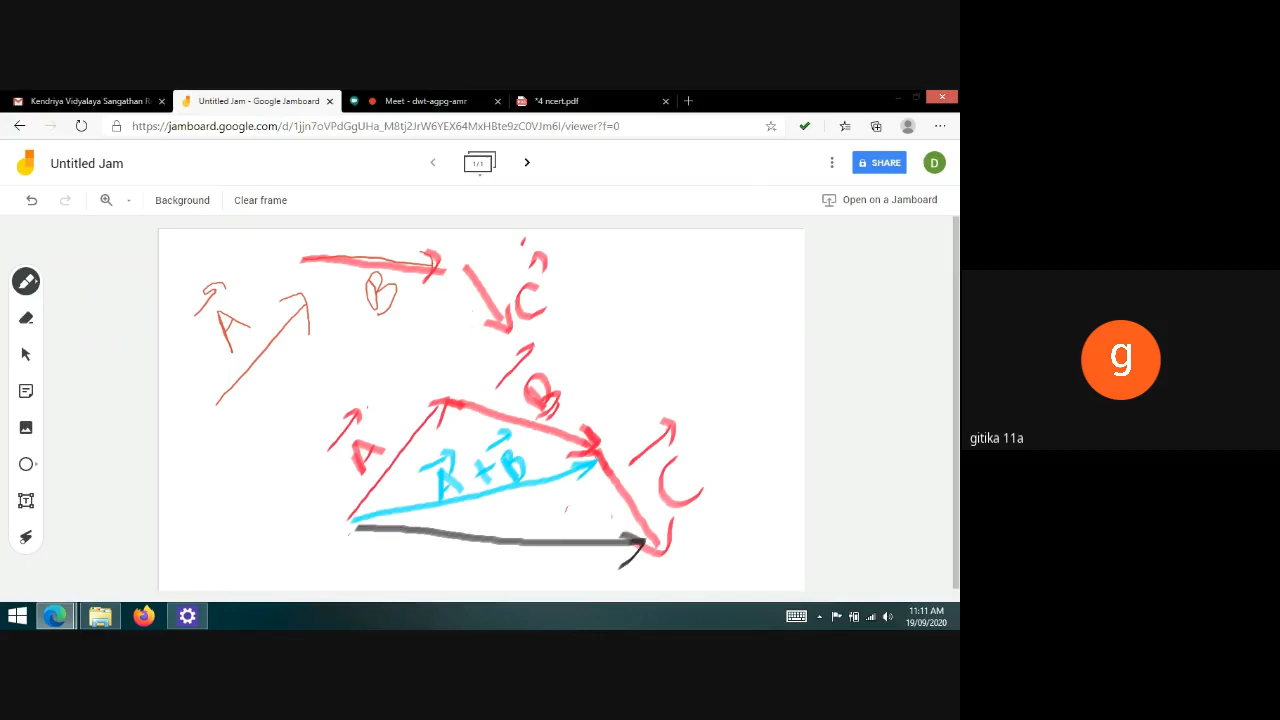 Kendriya Vidyalaya Sangathan R
Untitled Jam - Google Jamboard
Meet - dwt-agpg-amr
*4 ncert.pdf
https://jamboard.google.com/d/1jjn7oVPdGgUHa_M8tj2JrW6YEX64MxHBte9zC0VJm6I/viewer?f=0
Untitled Jam
1/1
SHARE
D
Background
Clear frame
Open on a Jamboard
A
B
C
B
A
A + B
C
g
gitika 11a
11:11 AM
19/09/2020